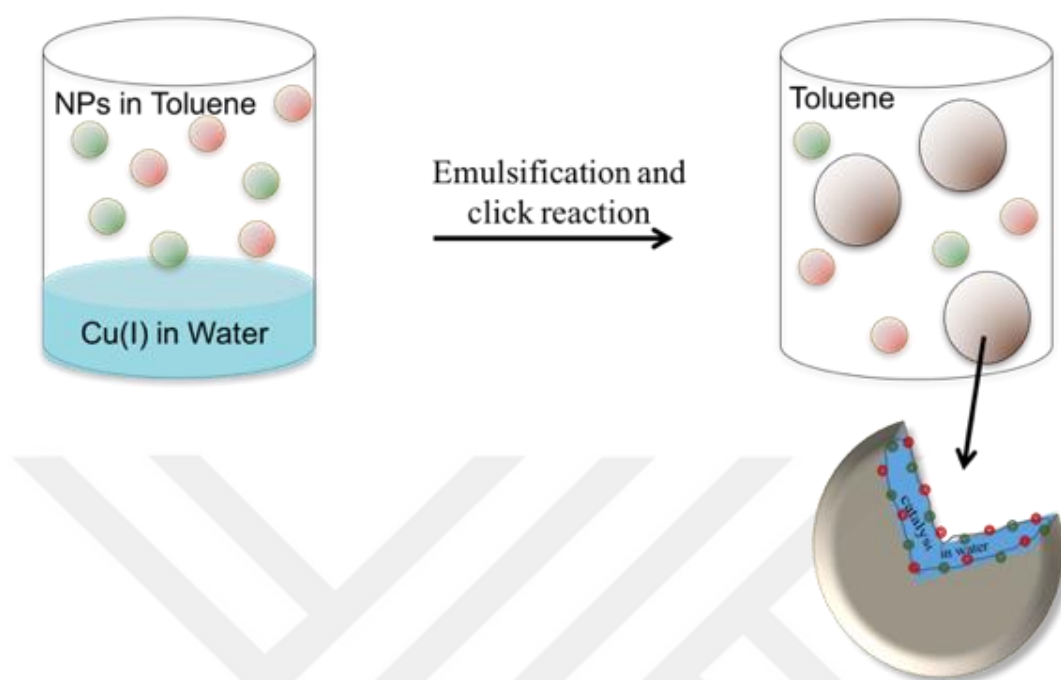 NPs in Toluene
Cu(I) in Water
Emulsification and
click reaction
Toluene
catalyst
in water